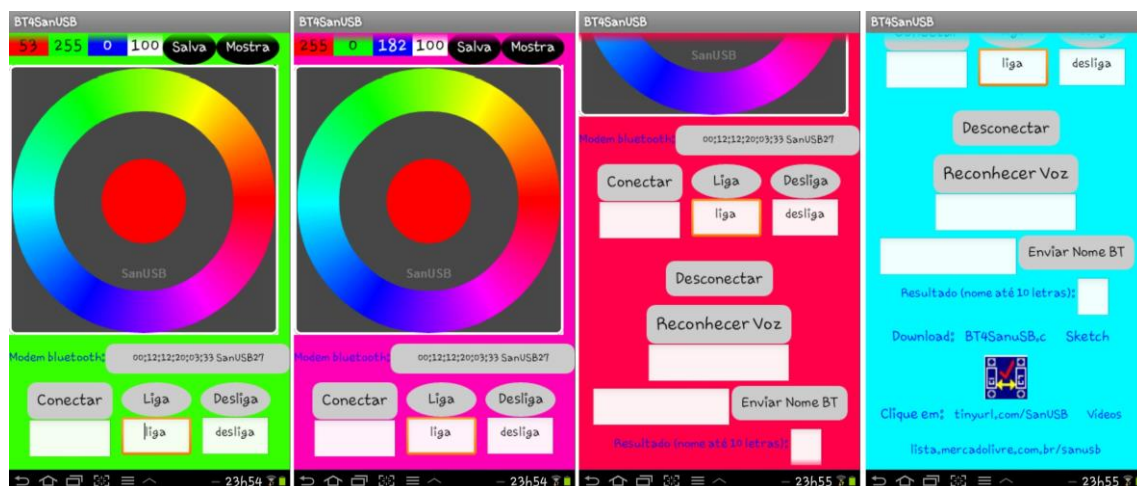 BT4SanUSB
53 255 0 100 Salva Mostra
SanUSB
Modem bluetooth: 00:12:12:20:03:33 SanUSB27
Conectar Liga Desliga
liga desliga
23h54
BT4SanUSB
255 0 182 100 Salva Mostra
SanUSB
Modem bluetooth: 00:12:12:20:03:33 SanUSB27
Conectar Liga Desliga
liga desliga
23h54
BT4SanUSB
SanUSB
Modem bluetooth: 00:12:12:20:03:33 SanUSB27
Conectar Liga Desliga
liga desliga
Desconectar
Reconhecer Voz
Enviar Nome BT
Resultado (nome até 10 letras):
23h55
BT4SanUSB
Conectar Liga Desliga
liga desliga
Desconectar
Reconhecer Voz
Enviar Nome BT
Resultado (nome até 10 letras):
Download: BT4SanuSB.c Sketch
Clique em: tinyurl.com/SanUSB Vídeos
lista.mercadolivre.com.br/sanusb
23h55